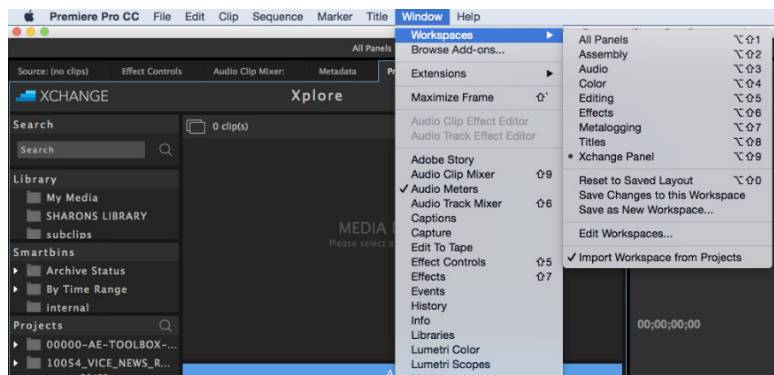 Premiere Pro CC File Edit Clip Sequence Marker Title Window Help
All Panels
Source: (no clips) Effect Controls Audio Clip Mixer: Metadata
XCHANGE Xplore
Search
0 clip(s)
Search
Library
My Media
SHARONS LIBRARY
subclips
Smartbins
Archive Status
By Time Range
internal
Projects
00000-AE-TOOLBOX-...
10054_VICE_NEWS_R...
MEDIA
Please select a
Workspaces
Browse Add-ons...
Extensions
Maximize Frame ⇧`
Audio Clip Effect Editor
Audio Track Effect Editor
Adobe Story
Audio Clip Mixer ⇧9
✓ Audio Meters
Audio Track Mixer ⇧6
Captions
Capture
Edit To Tape
Effect Controls ⇧5
Effects ⇧7
Events
History
Info
Libraries
Lumetri Color
Lumetri Scopes
All Panels ⌥⇧1
Assembly ⌥⇧2
Audio ⌥⇧3
Color ⌥⇧4
Editing ⌥⇧5
Effects ⌥⇧6
Metalogging ⌥⇧7
Titles ⌥⇧8
• Xchange Panel ⌥⇧9
Reset to Saved Layout ⌥⇧0
Save Changes to this Workspace
Save as New Workspace...
Edit Workspaces...
✓ Import Workspace from Projects
00;00;00;00